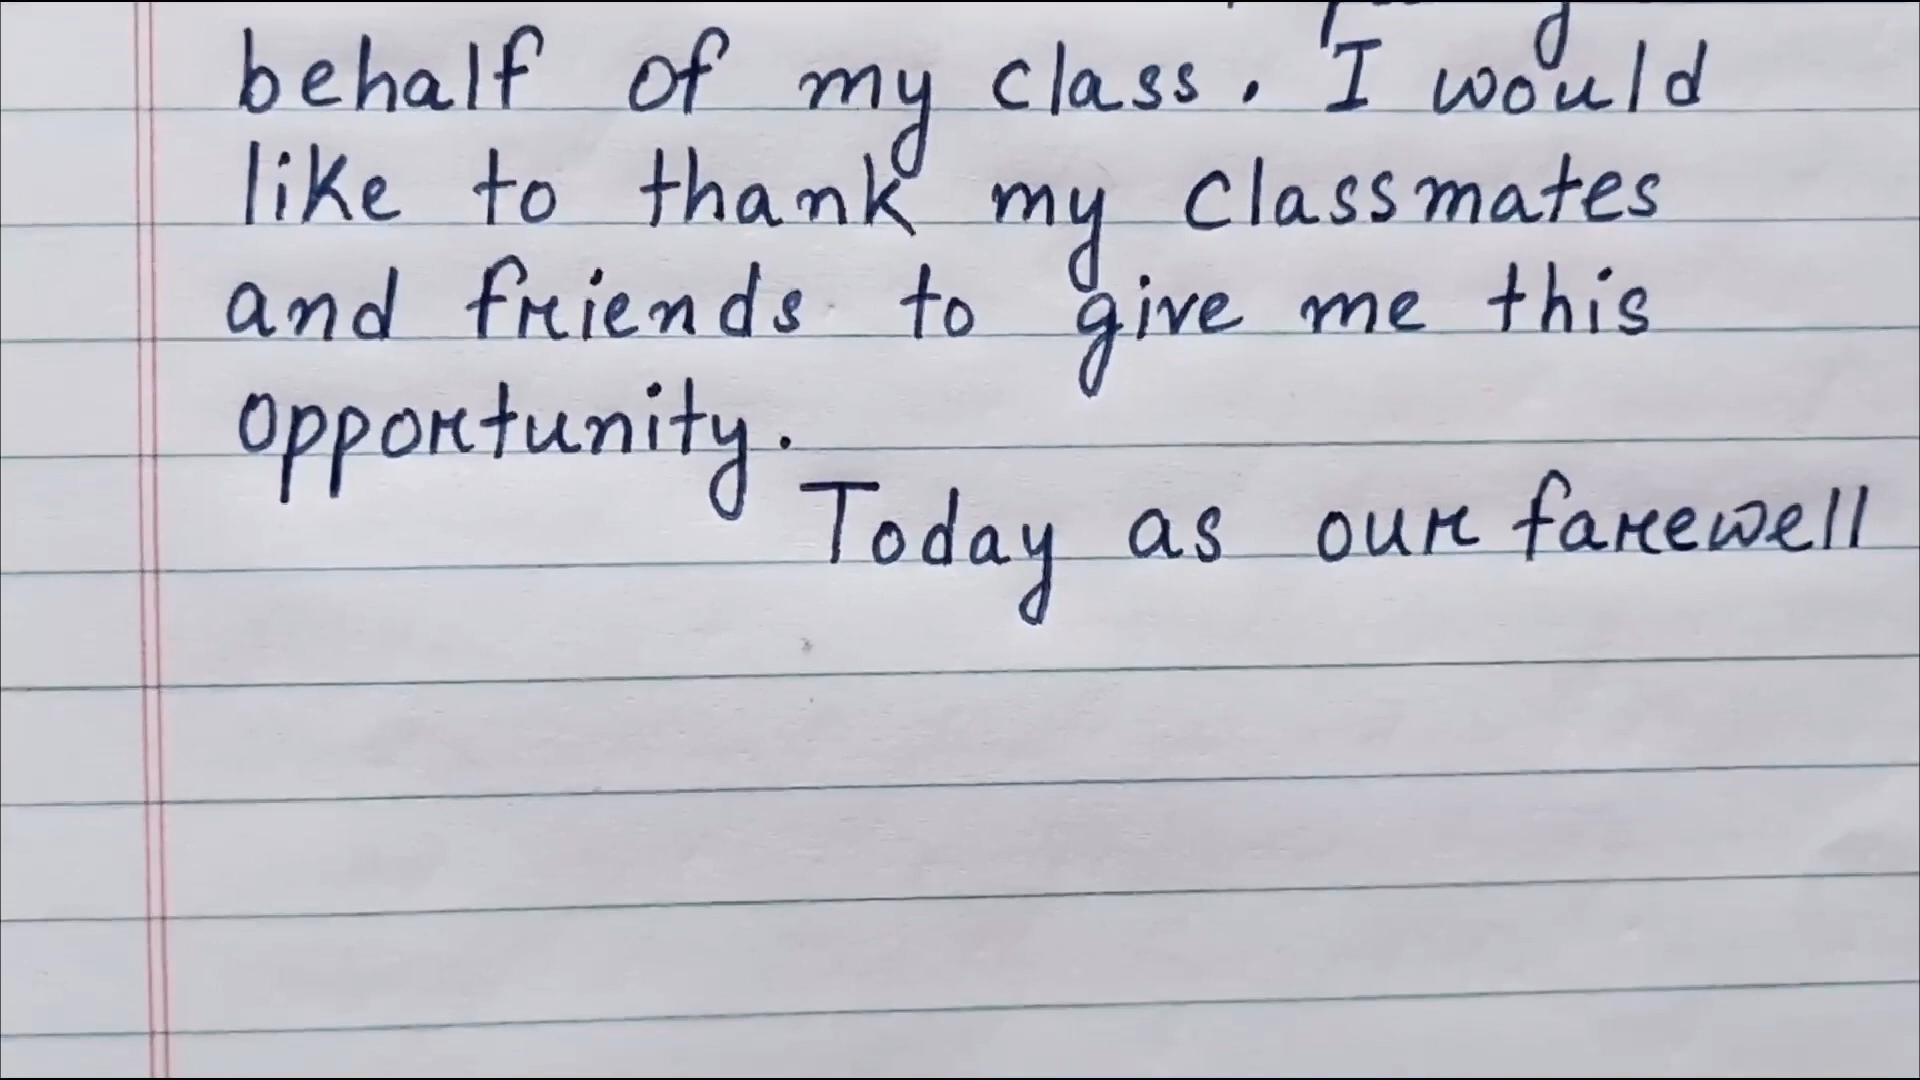 behalf of my class. I would
like to thank my classmates
and friends to give me this
opportunity.
Today as our farewell